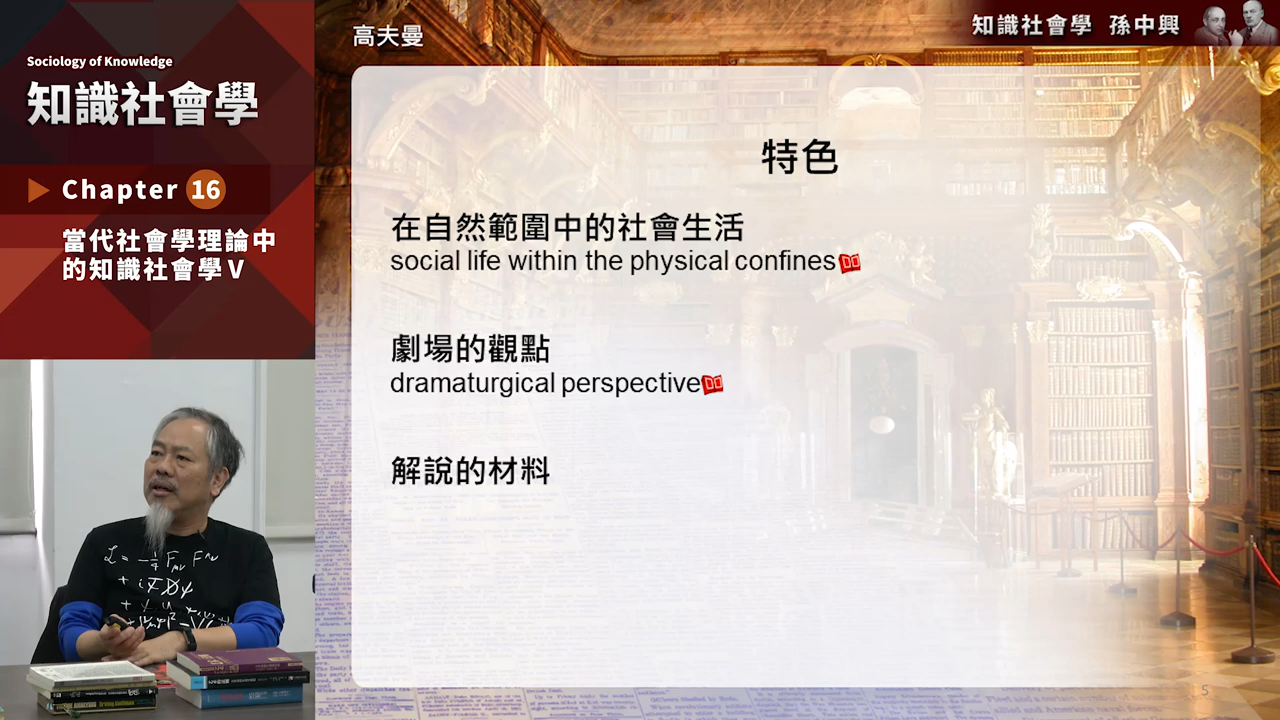 Sociology of Knowledge
知識社會學
Chapter 16
當代社會學理論中
的知識社會學 V
高夫曼
知識社會學 孫中興
特色
在自然範圍中的社會生活
social life within the physical confines
劇場的觀點
dramaturgical perspective
解說的材料
5